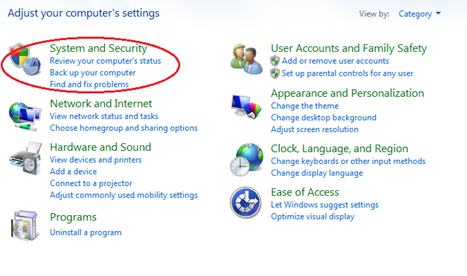 Adjust your computer's settings
View by: Category
System and Security
Review your computer's status
Back up your computer
Find and fix problems
Network and Internet
View network status and tasks
Choose homegroup and sharing options
Hardware and Sound
View devices and printers
Add a device
Connect to a projector
Adjust commonly used mobility settings
Programs
Uninstall a program
User Accounts and Family Safety
Add or remove user accounts
Set up parental controls for any user
Appearance and Personalization
Change the theme
Change desktop background
Adjust screen resolution
Clock, Language, and Region
Change keyboards or other input methods
Change display language
Ease of Access
Let Windows suggest settings
Optimize visual display